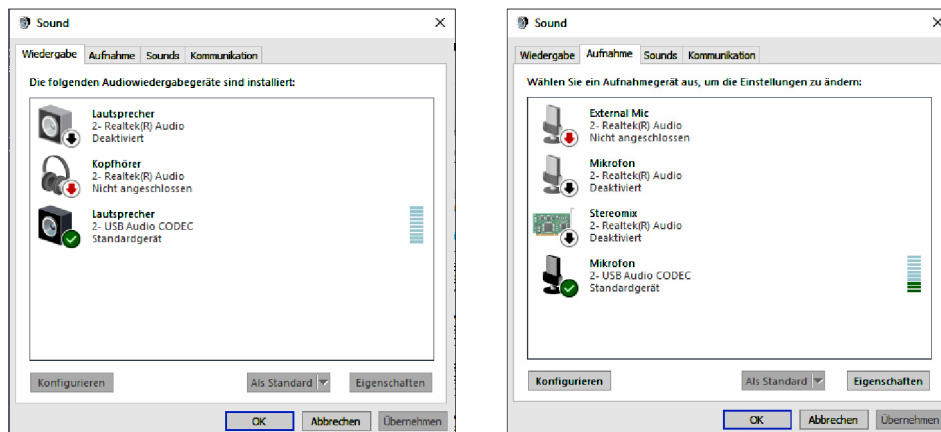 Sound
Wiedergabe Aufnahme Sounds Kommunikation
Die folgenden Audiowiedergabegeräte sind installiert:
Lautsprecher
2- Realtek(R) Audio
Deaktiviert
Kopfhörer
2- Realtek(R) Audio
Nicht angeschlossen
Lautsprecher
2- USB Audio CODEC
Standardgerät
Konfigurieren Als Standard Eigenschaften
OK Abbrechen Übernehmen
Sound
Wiedergabe Aufnahme Sounds Kommunikation
Wählen Sie ein Aufnahmegerät aus, um die Einstellungen zu ändern:
External Mic
2- Realtek(R) Audio
Nicht angeschlossen
Mikrofon
2- Realtek(R) Audio
Deaktiviert
Stereomix
2- Realtek(R) Audio
Deaktiviert
Mikrofon
2- USB Audio CODEC
Standardgerät
Konfigurieren Als Standard Eigenschaften
OK Abbrechen Übernehmen